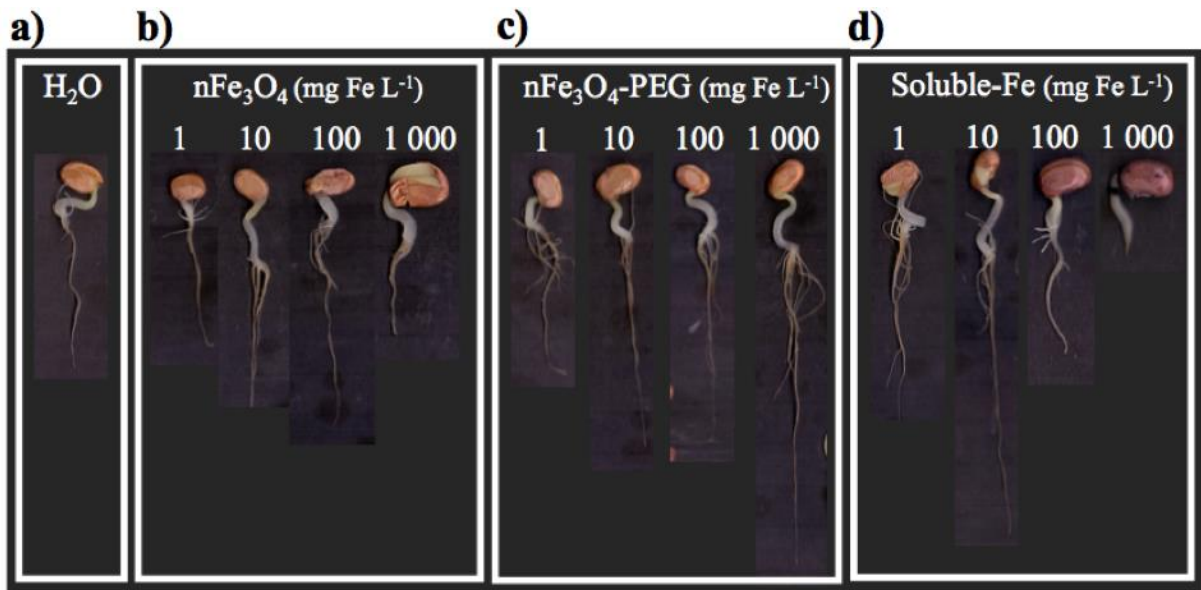 a)
b)
c)
d)
H₂O
nFe₃O₄ (mg Fe L⁻¹)
nFe₃O₄-PEG (mg Fe L⁻¹)
Soluble-Fe (mg Fe L⁻¹)
1 10 100 1 000
1 10 100 1 000
1 10 100 1 000